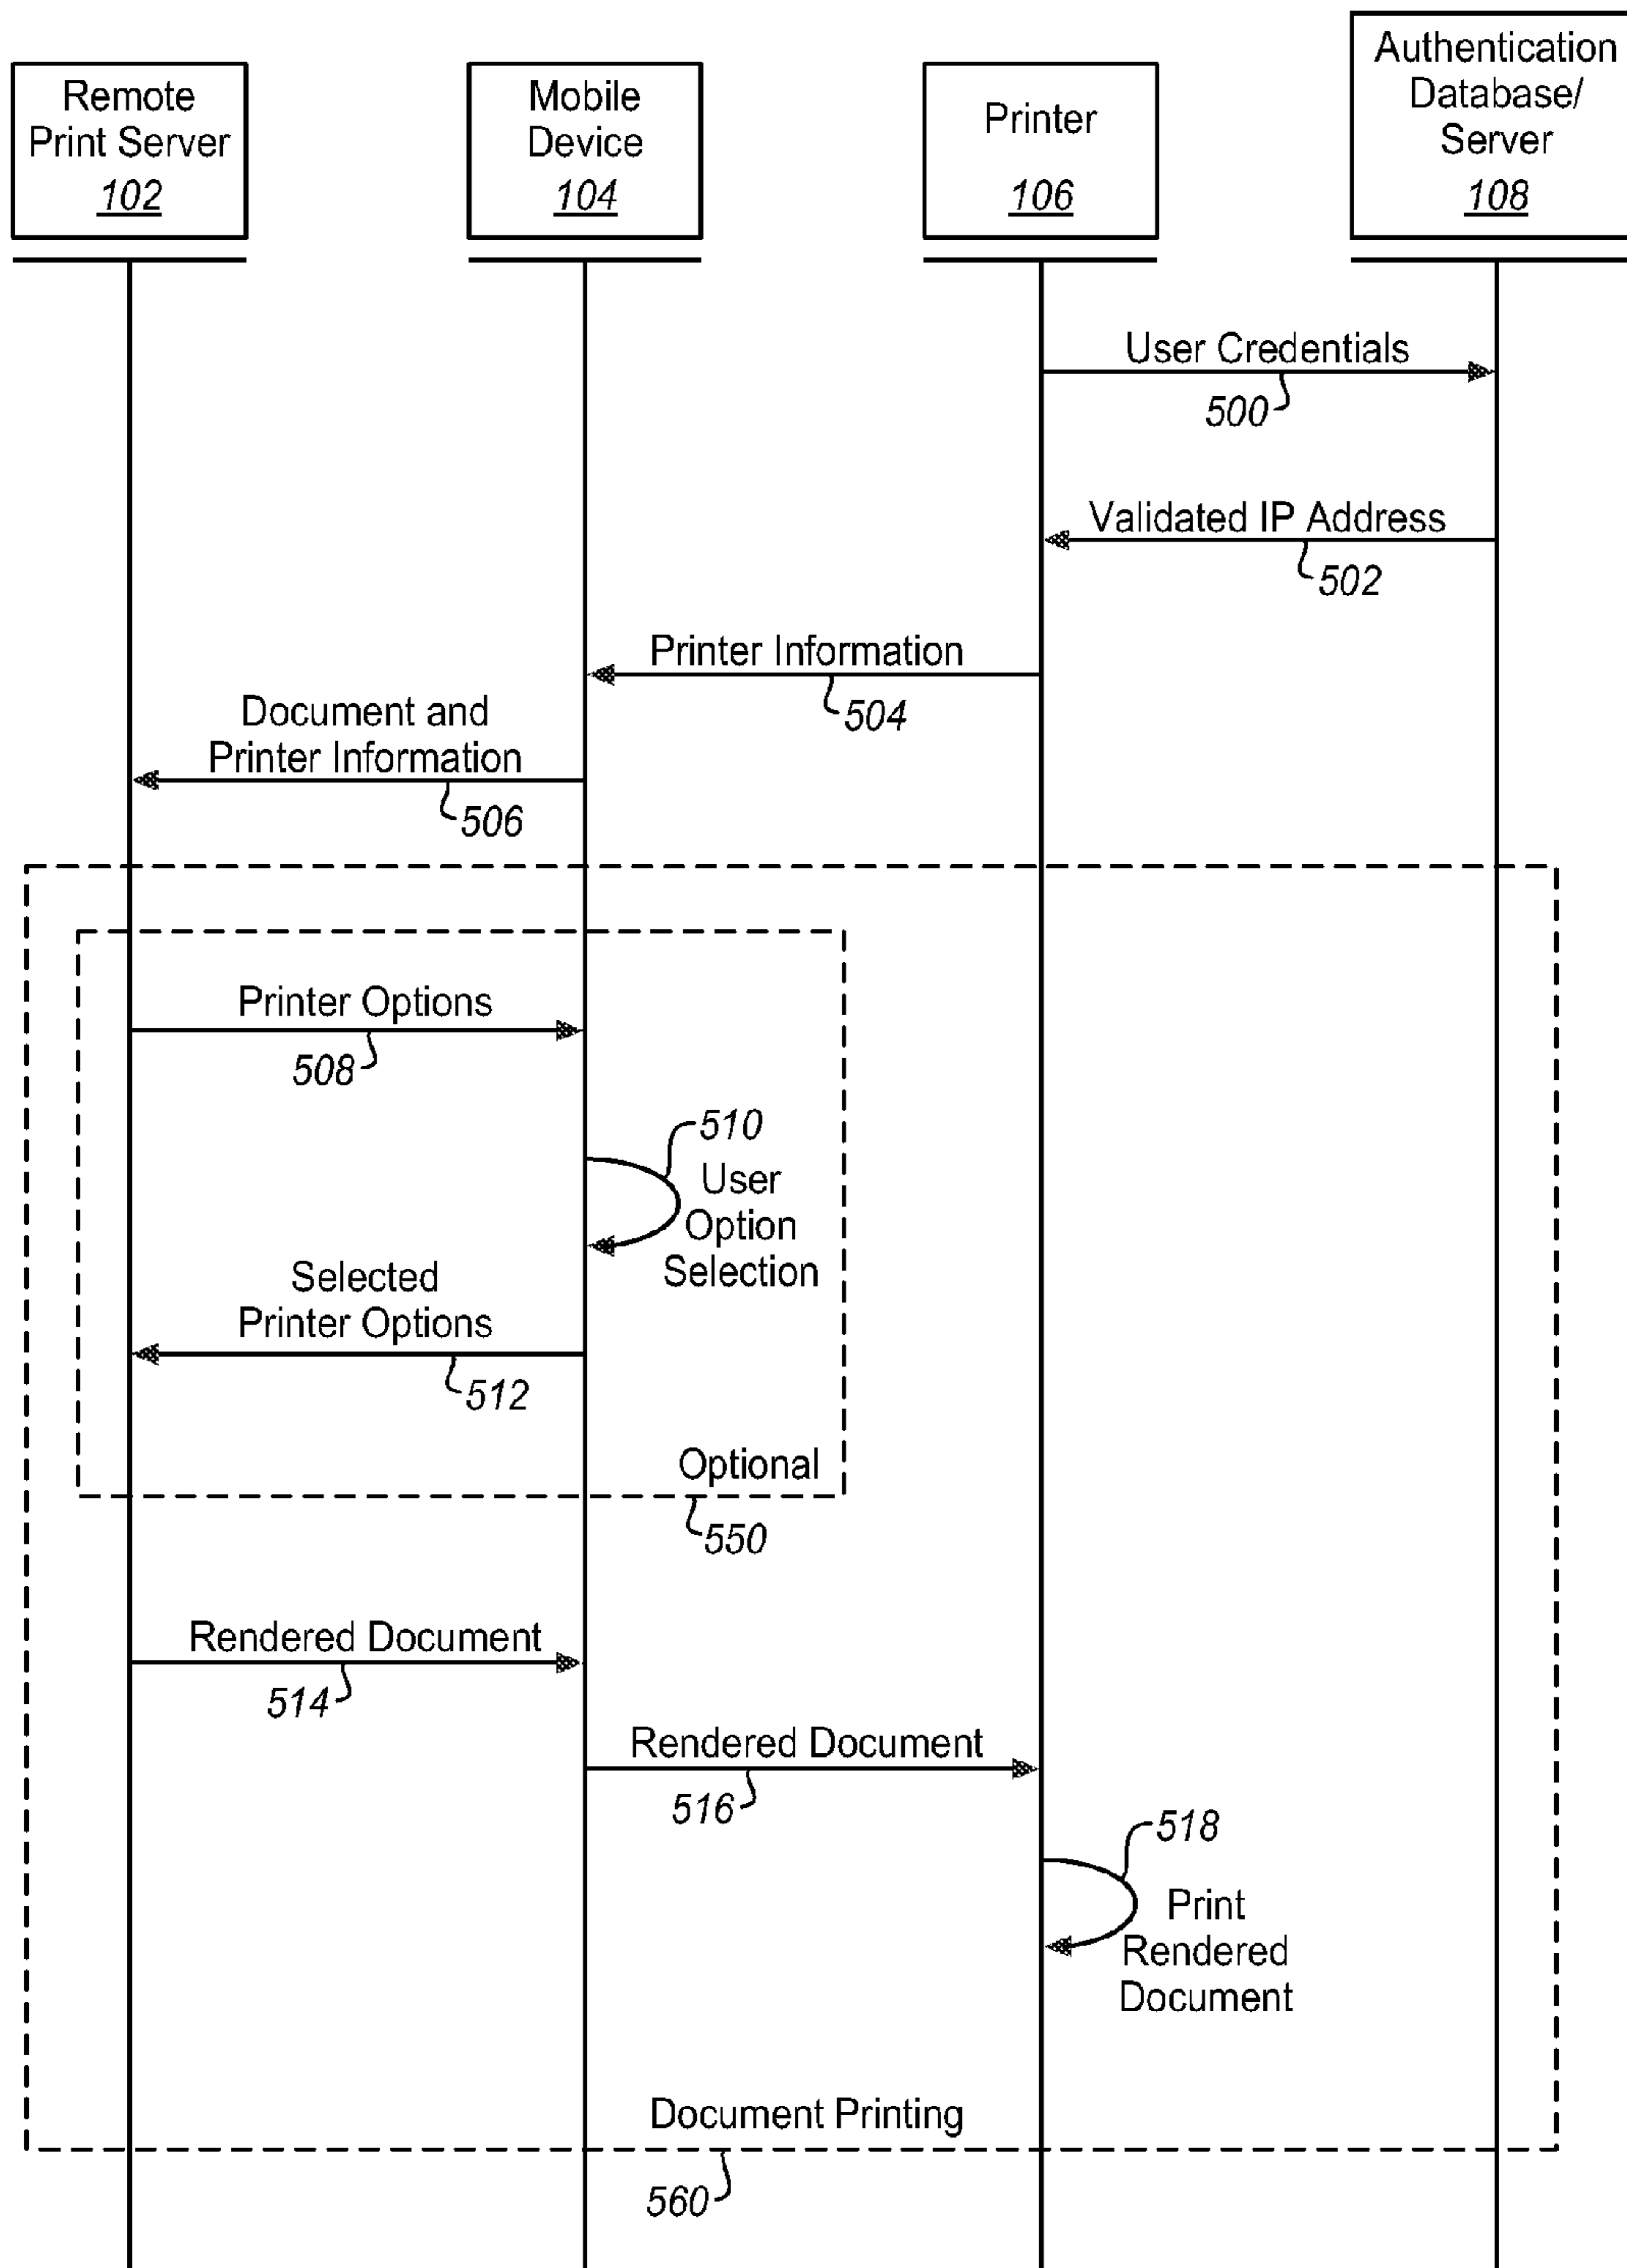 Remote
Print Server
102
Mobile
Device
104
Printer
106
Authentication
Database/
Server
108
User Credentials
500
Validated IP Address
502
Printer Information
504
Document and
Printer Information
506
Printer Options
508
510
User
Option
Selection
Selected
Printer Options
512
Optional
550
Rendered Document
514
Rendered Document
516
518
Print
Rendered
Document
Document Printing
560